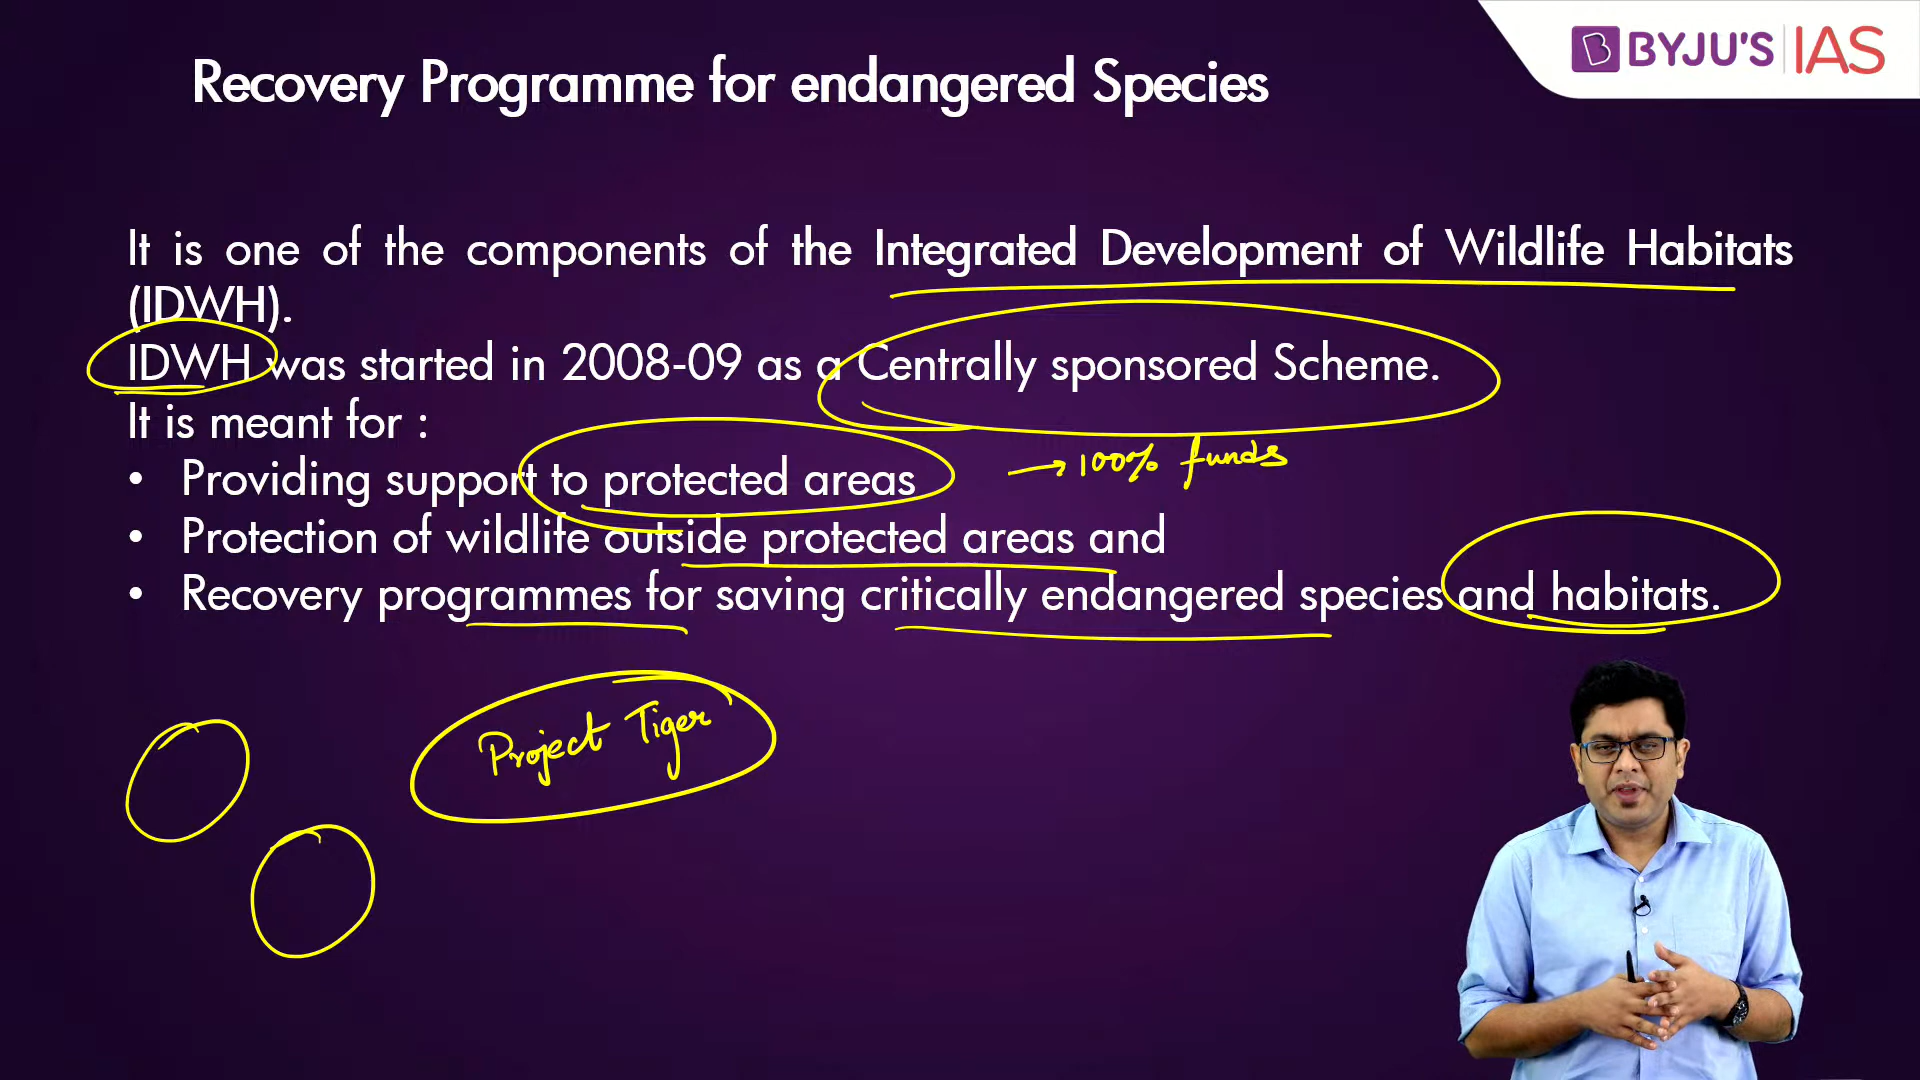 Recovery Programme for endangered Species
BYJU'S IAS
It is one of the components of the Integrated Development of Wildlife Habitats
(IDWH).
IDWH was started in 2008-09 as a Centrally sponsored Scheme.
It is meant for :
• Providing support to protected areas
→ 100% funds
• Protection of wildlife outside protected areas and
• Recovery programmes for saving critically endangered species and habitats.
Project Tiger